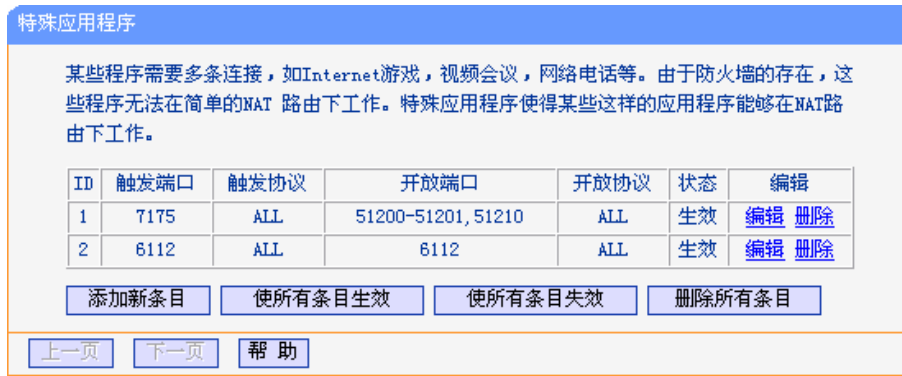 特殊应用程序
某些程序需要多条连接，如Internet游戏，视频会议，网络电话等。由于防火墙的存在，这
些程序无法在简单的NAT 路由下工作。特殊应用程序使得某些这样的应用程序能够在NAT路
由下工作。
ID 触发端口 触发协议 开放端口 开放协议 状态 编辑
1 7175 ALL 51200-51201,51210 ALL 生效 编辑 删除
2 6112 ALL 6112 ALL 生效 编辑 删除
添加新条目 使所有条目生效 使所有条目失效 删除所有条目
上一页 下一页 帮 助